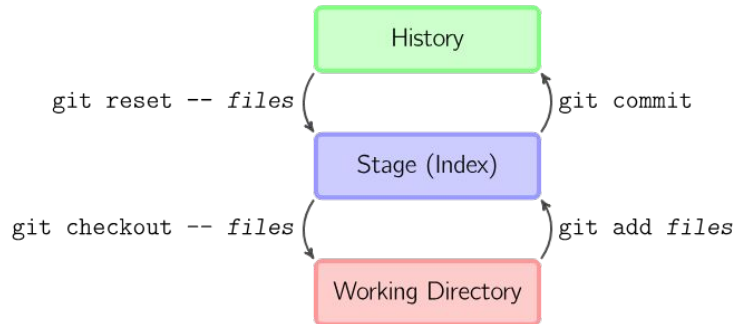 History
git reset -- files
git commit
Stage (Index)
git checkout -- files
git add files
Working Directory